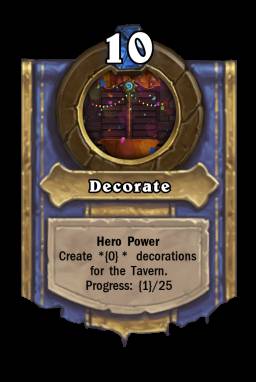 10
Decorate
Hero Power
Create *{0} * decorations
for the Tavern.
Progress: {1}/25